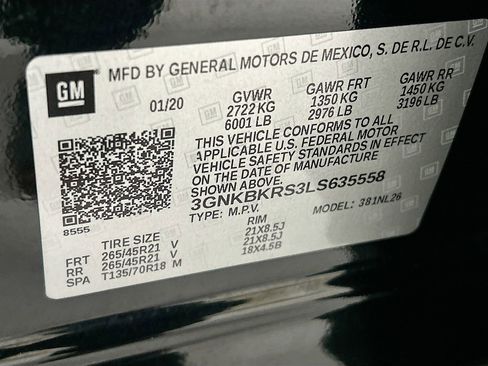 GM
MFD BY GENERAL MOTORS DE MEXICO, S. DE R.L. DE C.V.
01/20
GVWR GAWR FRT GAWR RR
2722 KG 1350 KG 1450 KG
6001 LB 2976 LB 3196 LB
THIS VEHICLE CONFORMS TO ALL
APPLICABLE U.S. FEDERAL MOTOR
VEHICLE SAFETY STANDARDS IN EFFECT
ON THE DATE OF MANUFACTURE
3GNKBKRS3LS635558
TYPE: M.P.V. MODEL: 381NL26
8555
TIRE SIZE RIM
FRT 265/45R21 V 21X8.5J
RR 265/45R21 V 21X8.5J
SPA T135/70R18 M 18X4.5B